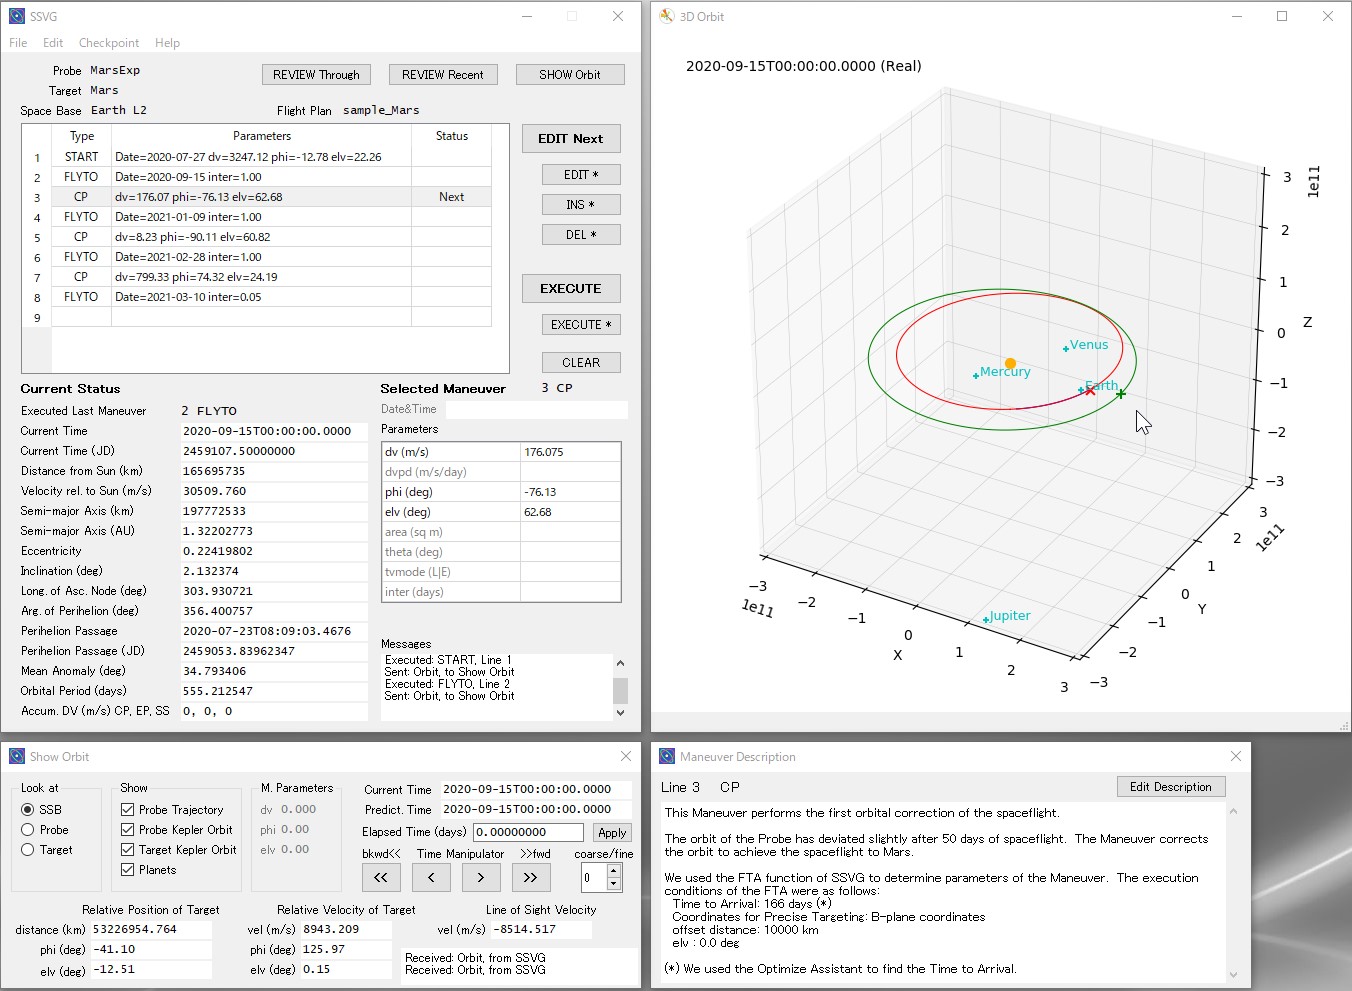 SSVG
File Edit Checkpoint Help
Probe MarsExp
Target Mars
Space Base Earth L2
REVIEW Through REVIEW Recent SHOW Orbit
Flight Plan sample_Mars
Type Parameters Status
1 START Date=2020-07-27 dv=3247.12 phi=-12.78 elv=22.26
2 FLYTO Date=2020-09-15 inter=1.00
3 CP dv=176.07 phi=-76.13 elv=62.68 Next
4 FLYTO Date=2021-01-09 inter=1.00
5 CP dv=8.23 phi=-90.11 elv=60.82
6 FLYTO Date=2021-02-28 inter=1.00
7 CP dv=799.33 phi=74.32 elv=24.19
8 FLYTO Date=2021-03-10 inter=0.05
9
EDIT Next
EDIT *
INS *
DEL *
EXECUTE
EXECUTE *
CLEAR
Current Status
Executed Last Maneuver 2 FLYTO
Current Time 2020-09-15T00:00:00.0000
Current Time (JD) 2459107.50000000
Distance from Sun (km) 165695735
Velocity rel. to Sun (m/s) 30509.760
Semi-major Axis (km) 197772533
Semi-major Axis (AU) 1.32202773
Eccentricity 0.22419802
Inclination (deg) 2.132374
Long. of Asc. Node (deg) 303.930721
Arg. of Perihelion (deg) 356.400757
Perihelion Passage 2020-07-23T08:09:03.4676
Perihelion Passage (JD) 2459053.83962347
Mean Anomaly (deg) 34.793406
Orbital Period (days) 555.212547
Accum. DV (m/s) CP, EP, SS 0, 0, 0
Selected Maneuver 3 CP
Date&Time
Parameters
dv (m/s) 176.075
dvpd (m/s/day)
phi (deg) -76.13
elv (deg) 62.68
area (sq m)
theta (deg)
tvmode (L|E)
inter (days)
Messages
Executed: START, Line 1
Sent: Orbit, to Show Orbit
Executed: FLYTO, Line 2
Sent: Orbit, to Show Orbit
3D Orbit
2020-09-15T00:00:00.0000 (Real)
Venus
Mercury
Earth
Jupiter
1e11
3
2
1
0
−1
−2
−3
Z
3
2
1
0
−1
−2
−3
1e11
Y
−3
−2
−1
0
1
2
3
1e11
X
Show Orbit
Look at
SSB
Probe
Target
Show
Probe Trajectory
Probe Kepler Orbit
Target Kepler Orbit
Planets
M. Parameters
dv 0.000
phi 0.00
elv 0.00
Current Time 2020-09-15T00:00:00.0000
Predict. Time 2020-09-15T00:00:00.0000
Elapsed Time (days) 0.00000000 Apply
bkwd<< Time Manipulator >>fwd coarse/fine
<< < > >> 0
Relative Position of Target
distance (km) 53226954.764
phi (deg) -41.10
elv (deg) -12.51
Relative Velocity of Target
vel (m/s) 8943.209
phi (deg) 125.97
elv (deg) 0.15
Line of Sight Velocity
vel (m/s) -8514.517
Received: Orbit, from SSVG
Received: Orbit, from SSVG
Maneuver Description
Line 3 CP Edit Description
This Maneuver performs the first orbital correction of the spaceflight.
The orbit of the Probe has deviated slightly after 50 days of spaceflight. The Maneuver corrects
the orbit to achieve the spaceflight to Mars.
We used the FTA function of SSVG to determine parameters of the Maneuver. The execution
conditions of the FTA were as follows:
Time to Arrival: 166 days (*)
Coordinates for Precise Targeting: B-plane coordinates
offset distance: 10000 km
elv : 0.0 deg
(*) We used the Optimize Assistant to find the Time to Arrival.